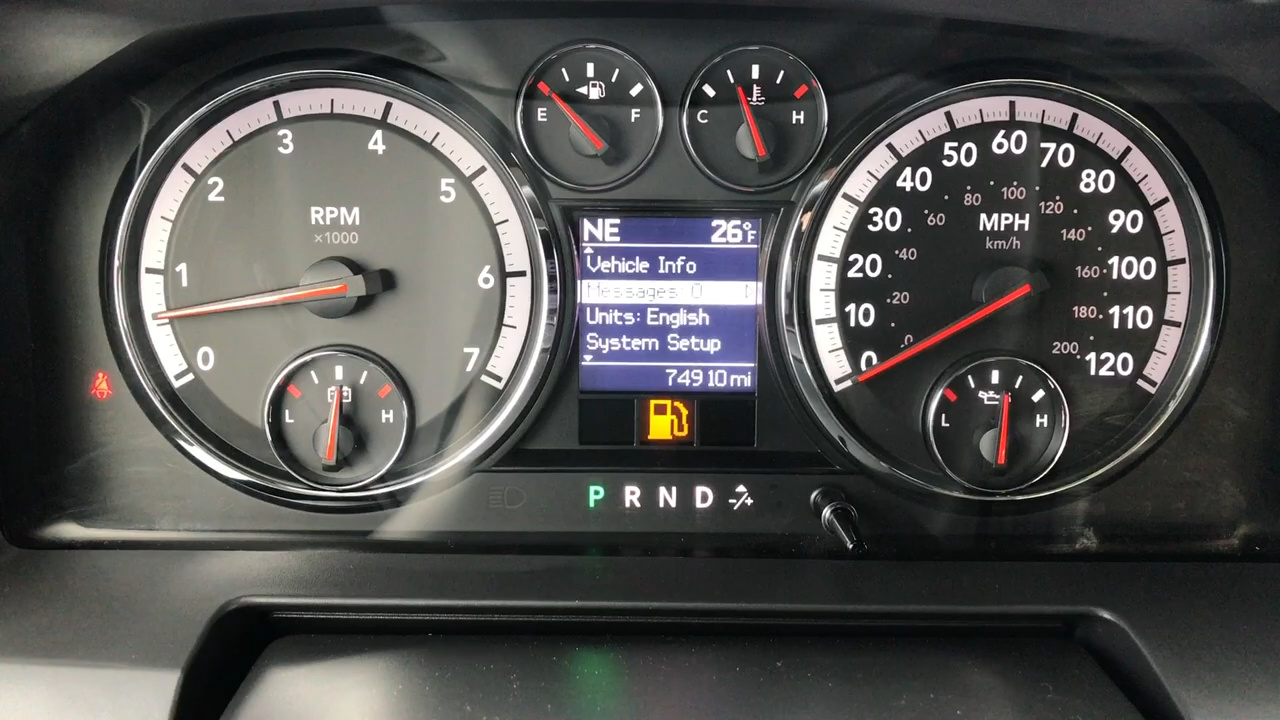 RPM
×1000
0
1
2
3
4
5
6
7
L H
E F
C H
NE 26°F
Vehicle Info
Messages 0
Units: English
System Setup
74910 mi
P R N D -/+
MPH
km/h
0
10
20
30
40
50
60
70
80
90
100
110
120
0
20
40
60
80
100
120
140
160
180
200
L H